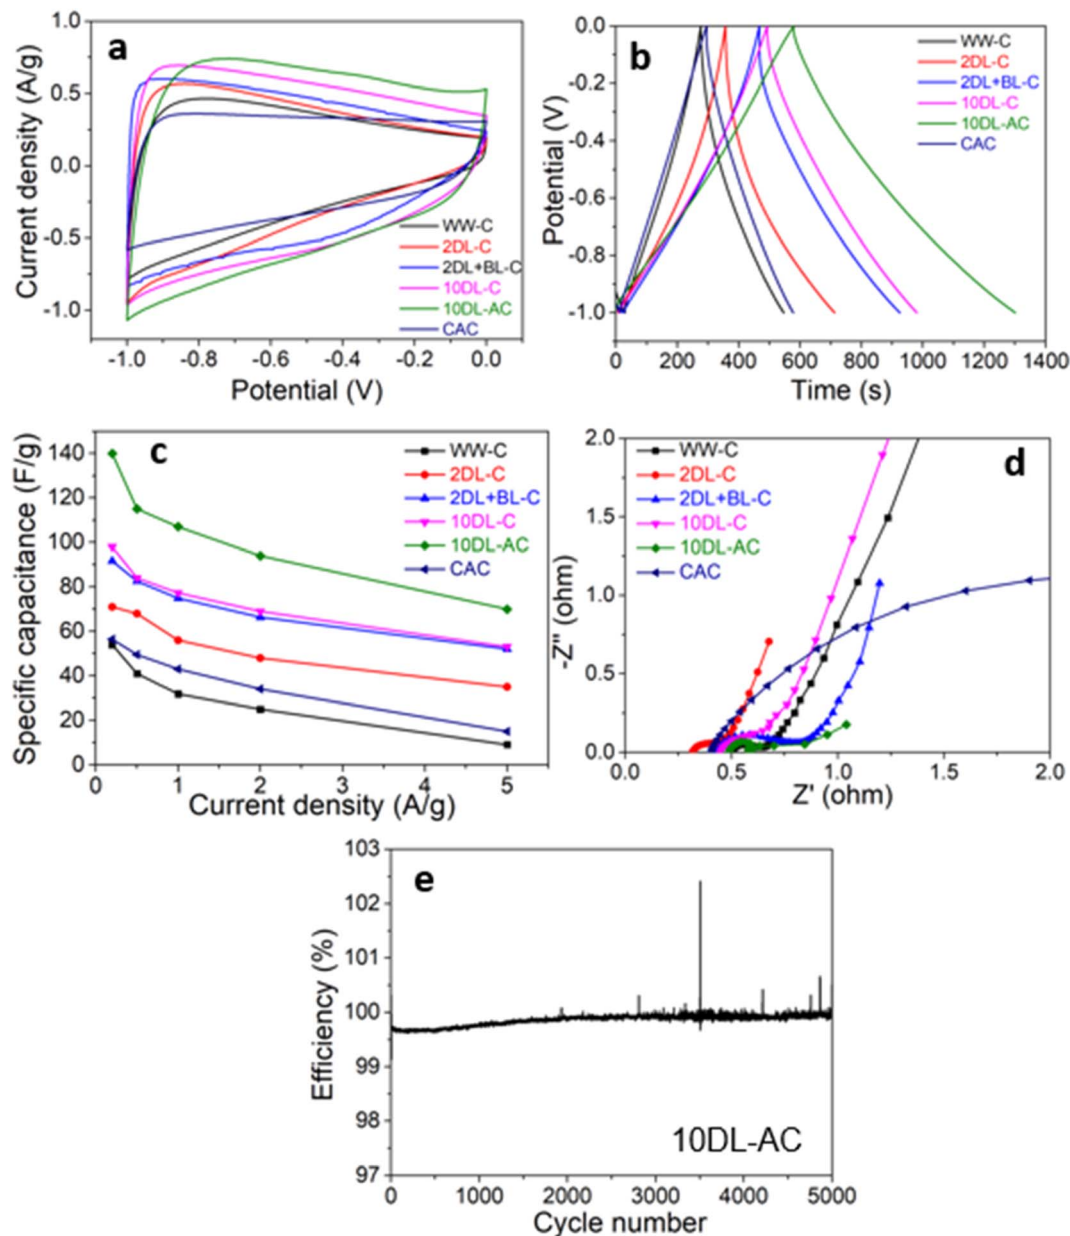 a
Current density (A/g)
1.0
0.5
0.0
-0.5
-1.0
-1.0 -0.8 -0.6 -0.4 -0.2 0.0
Potential (V)
WW-C
2DL-C
2DL+BL-C
10DL-C
10DL-AC
CAC
b
Potential (V)
0.0
-0.2
-0.4
-0.6
-0.8
-1.0
0 200 400 600 800 1000 1200 1400
Time (s)
WW-C
2DL-C
2DL+BL-C
10DL-C
10DL-AC
CAC
c
Specific capacitance (F/g)
140
120
100
80
60
40
20
0
0 1 2 3 4 5
Current density (A/g)
WW-C
2DL-C
2DL+BL-C
10DL-C
10DL-AC
CAC
d
-Z" (ohm)
2.0
1.5
1.0
0.5
0.0
0.0 0.5 1.0 1.5 2.0
Z' (ohm)
WW-C
2DL-C
2DL+BL-C
10DL-C
10DL-AC
CAC
e
Efficiency (%)
103
102
101
100
99
98
97
0 1000 2000 3000 4000 5000
Cycle number
10DL-AC